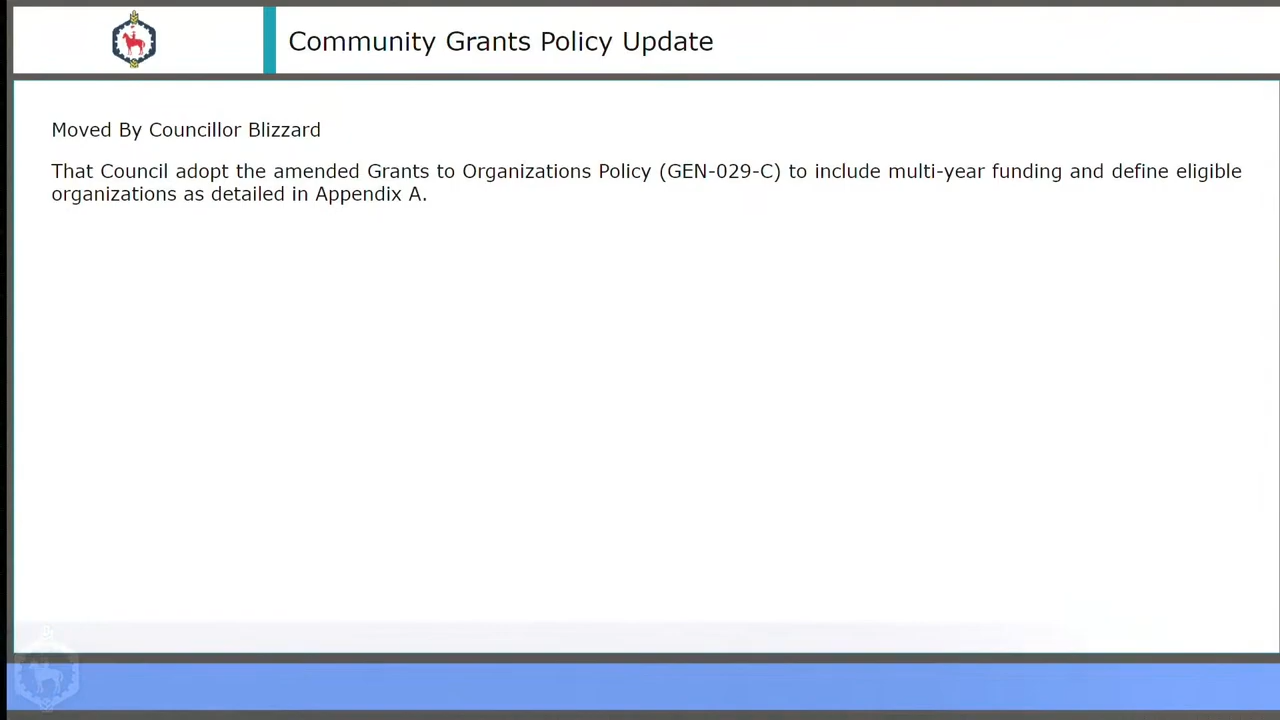 Community Grants Policy Update
Moved By Councillor Blizzard
That Council adopt the amended Grants to Organizations Policy (GEN-029-C) to include multi-year funding and define eligible
organizations as detailed in Appendix A.